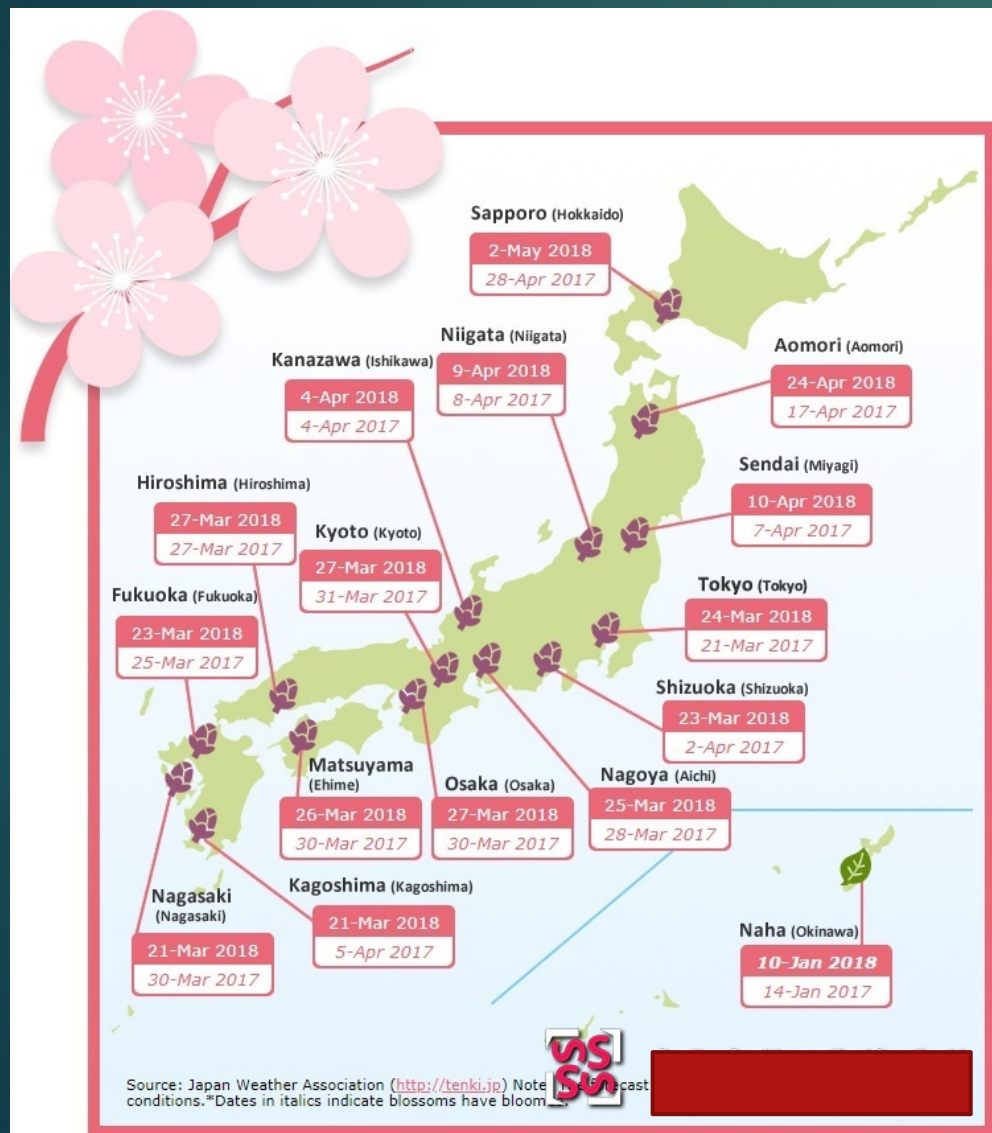 Sapporo (Hokkaido)
2-May 2018
28-Apr 2017
Niigata (Niigata)
9-Apr 2018
8-Apr 2017
Aomori (Aomori)
24-Apr 2018
17-Apr 2017
Kanazawa (Ishikawa)
4-Apr 2018
4-Apr 2017
Sendai (Miyagi)
10-Apr 2018
7-Apr 2017
Hiroshima (Hiroshima)
27-Mar 2018
27-Mar 2017
Kyoto (Kyoto)
27-Mar 2018
31-Mar 2017
Tokyo (Tokyo)
24-Mar 2018
21-Mar 2017
Fukuoka (Fukuoka)
23-Mar 2018
25-Mar 2017
Shizuoka (Shizuoka)
23-Mar 2018
2-Apr 2017
Matsuyama
(Ehime)
26-Mar 2018
30-Mar 2017
Osaka (Osaka)
27-Mar 2018
30-Mar 2017
Nagoya (Aichi)
25-Mar 2018
28-Mar 2017
Nagasaki
(Nagasaki)
21-Mar 2018
30-Mar 2017
Kagoshima (Kagoshima)
21-Mar 2018
5-Apr 2017
Naha (Okinawa)
10-Jan 2018
14-Jan 2017
Source: Japan Weather Association (http://tenki.jp) Note
conditions.*Dates in italics indicate blossoms have